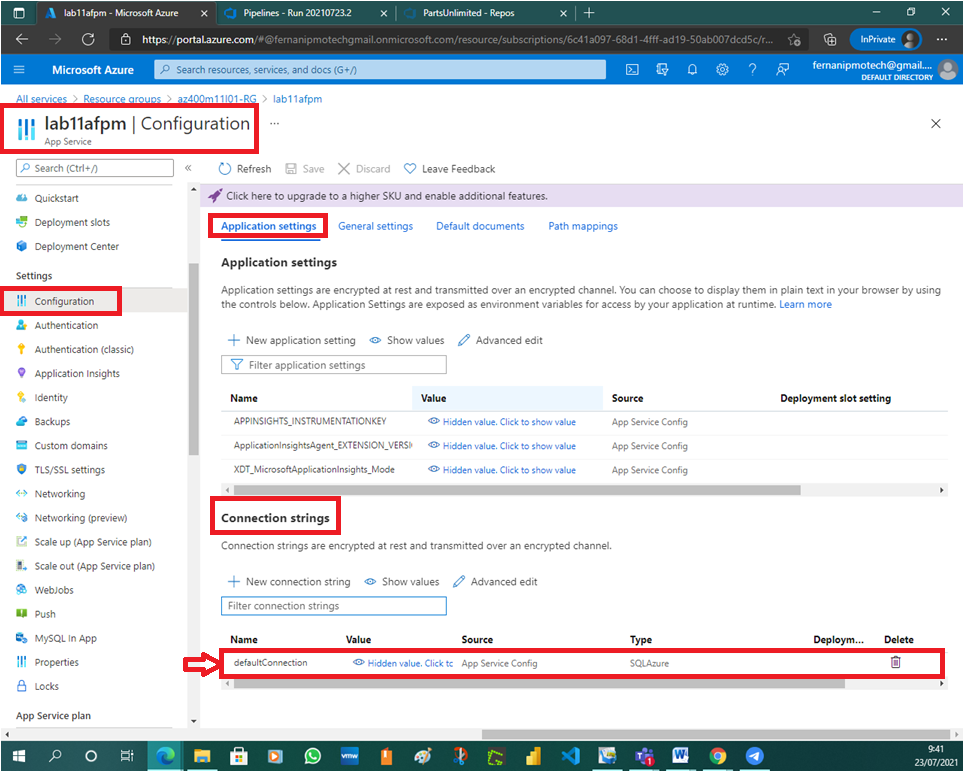 lab11afpm - Microsoft Azure
Pipelines - Run 20210723.2
PartsUnlimited - Repos
https://portal.azure.com/#@fernanipmotechgmail.onmicrosoft.com/resource/subscriptions/6c41a097-68d1-4fff-ad19-50ab007dcd5c/r...
InPrivate
Microsoft Azure
Search resources, services, and docs (G+/)
fernanipmotech@gmail....
DEFAULT DIRECTORY
All services > Resource groups > az400m11l01-RG > lab11afpm
lab11afpm | Configuration ...
App Service
Search (Ctrl+/)
Quickstart
Deployment slots
Deployment Center
Settings
Configuration
Authentication
Authentication (classic)
Application Insights
Identity
Backups
Custom domains
TLS/SSL settings
Networking
Networking (preview)
Scale up (App Service plan)
Scale out (App Service plan)
WebJobs
Push
MySQL In App
Properties
Locks
App Service plan
Refresh Save Discard Leave Feedback
Click here to upgrade to a higher SKU and enable additional features.
Application settings General settings Default documents Path mappings
Application settings
Application settings are encrypted at rest and transmitted over an encrypted channel. You can choose to display them in plain text in your browser by using
the controls below. Application Settings are exposed as environment variables for access by your application at runtime. Learn more
New application setting Show values Advanced edit
Filter application settings
Name Value Source Deployment slot setting
APPINSIGHTS_INSTRUMENTATIONKEY Hidden value. Click to show value App Service Config
ApplicationInsightsAgent_EXTENSION_VERSI Hidden value. Click to show value App Service Config
XDT_MicrosoftApplicationInsights_Mode Hidden value. Click to show value App Service Config
Connection strings
Connection strings are encrypted at rest and transmitted over an encrypted channel.
New connection string Show values Advanced edit
Filter connection strings
Name Value Source Type Deploym... Delete
defaultConnection Hidden value. Click tc App Service Config SQLAzure
vmw
9:41
23/07/2021